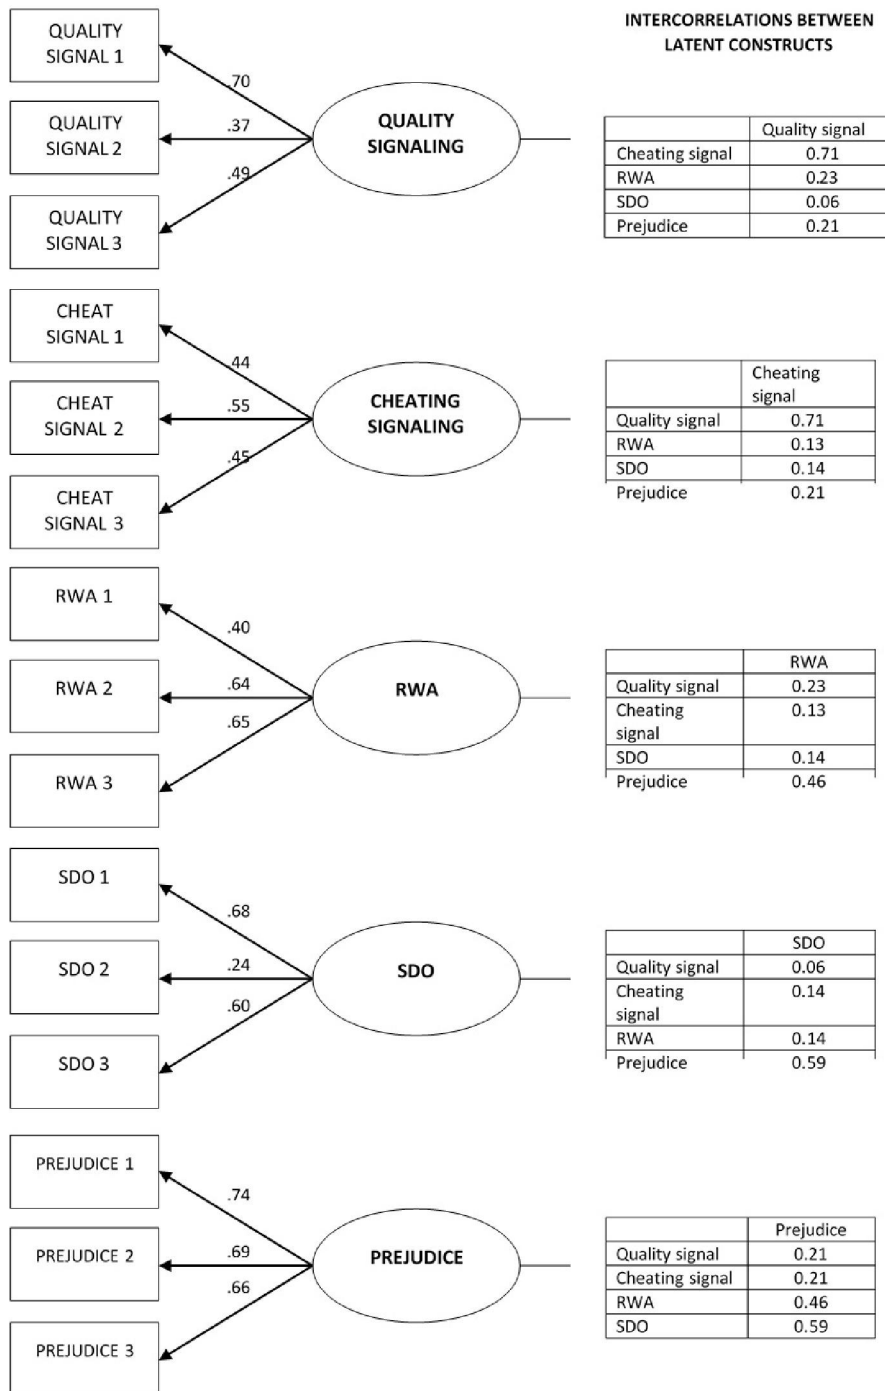 INTERCORRELATIONS BETWEEN
LATENT CONSTRUCTS
QUALITY
SIGNAL 1
QUALITY
SIGNAL 2
QUALITY
SIGNAL 3
.70
.37
.49
QUALITY
SIGNALING
Quality signal
Cheating signal 0.71
RWA 0.23
SDO 0.06
Prejudice 0.21
CHEAT
SIGNAL 1
CHEAT
SIGNAL 2
CHEAT
SIGNAL 3
.44
.55
.45
CHEATING
SIGNALING
Cheating
signal
Quality signal 0.71
RWA 0.13
SDO 0.14
Prejudice 0.21
RWA 1
RWA 2
RWA 3
.40
.64
.65
RWA
RWA
Quality signal 0.23
Cheating 0.13
signal
SDO 0.14
Prejudice 0.46
SDO 1
SDO 2
SDO 3
.68
.24
.60
SDO
SDO
Quality signal 0.06
Cheating 0.14
signal
RWA 0.14
Prejudice 0.59
PREJUDICE 1
PREJUDICE 2
PREJUDICE 3
.74
.69
.66
PREJUDICE
Prejudice
Quality signal 0.21
Cheating signal 0.21
RWA 0.46
SDO 0.59